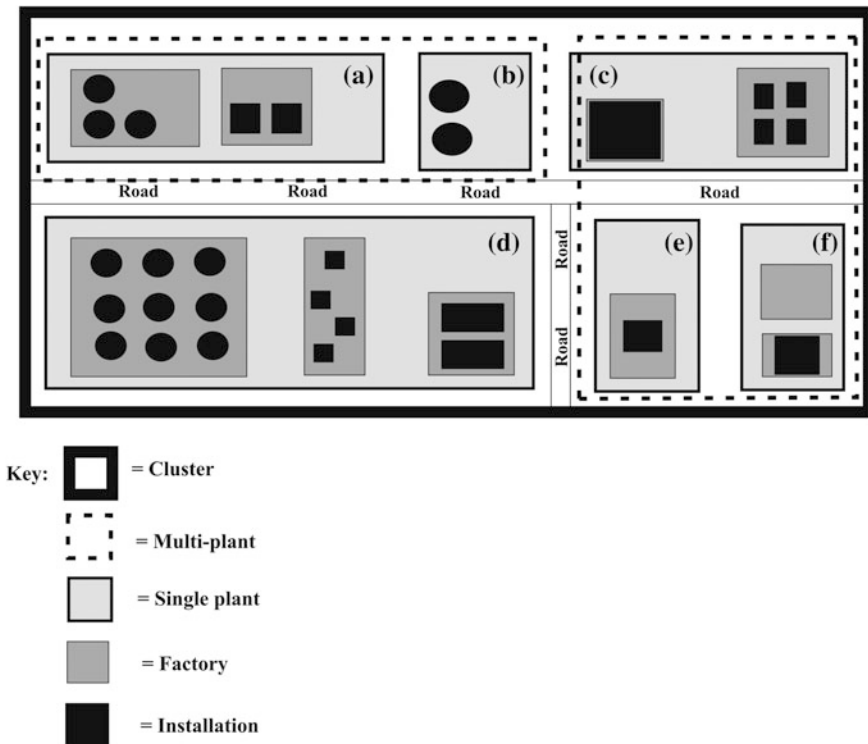 (a)
(b)
(c)
Road
Road
Road
Road
(d)
Road
Road
(e)
(f)
Key:
= Cluster
= Multi-plant
= Single plant
= Factory
= Installation